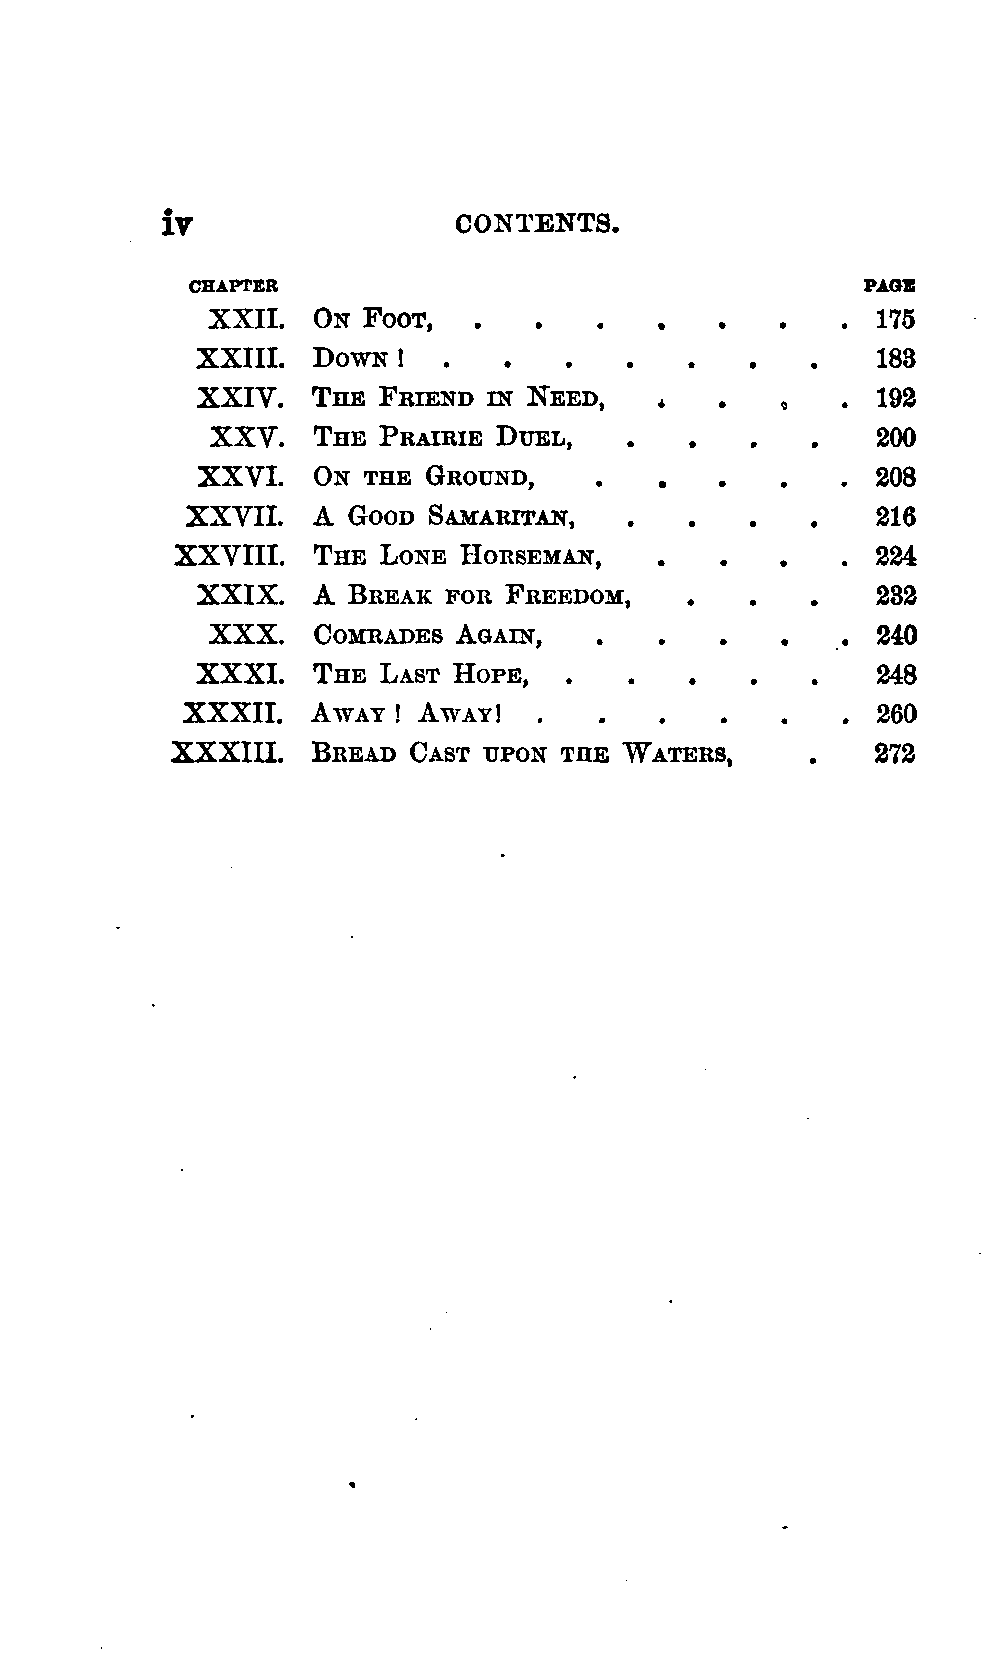 iv CONTENTS.
CHAPTER PAGE
XXII. On Foot, . . . . . . . 175
XXIII. Down ! . . . . . . . 183
XXIV. The Friend in Need, . . . . 192
XXV. The Prairie Duel, . . . . 200
XXVI. On the Ground, . . . . . 208
XXVII. A Good Samaritan, . . . . 216
XXVIII. The Lone Horseman, . . . . 224
XXIX. A Break for Freedom, . . . 232
XXX. Comrades Again, . . . . . 240
XXXI. The Last Hope, . . . . . 248
XXXII. Away ! Away! . . . . . . 260
XXXIII. Bread Cast upon the Waters, . 272